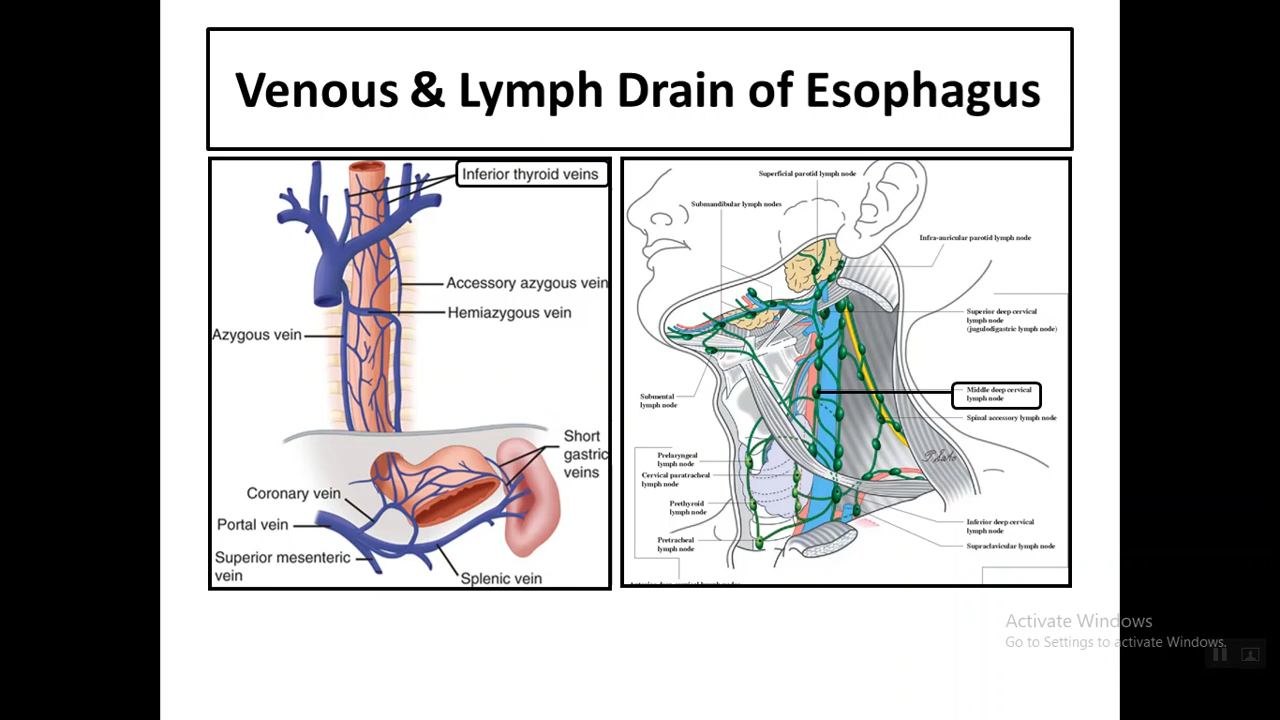 Venous & Lymph Drain of Esophagus
Inferior thyroid veins
Accessory azygous vein
Hemiazygous vein
Azygous vein
Short
gastric
veins
Coronary vein
Portal vein
Superior mesenteric
vein
Splenic vein
Superficial parotid lymph node
Submandibular lymph nodes
Infra-auricular parotid lymph node
Superior deep cervical
lymph node
(jugulodigastric lymph node)
Middle deep cervical
lymph node
Spinal accessory lymph node
Submental
lymph node
Prelaryngeal
lymph node
Cervical paratracheal
lymph node
Prethyroid
lymph node
Pretracheal
lymph node
Inferior deep cervical
lymph node
Supraclavicular lymph node
Activate Windows
Go to Settings to activate Windows.